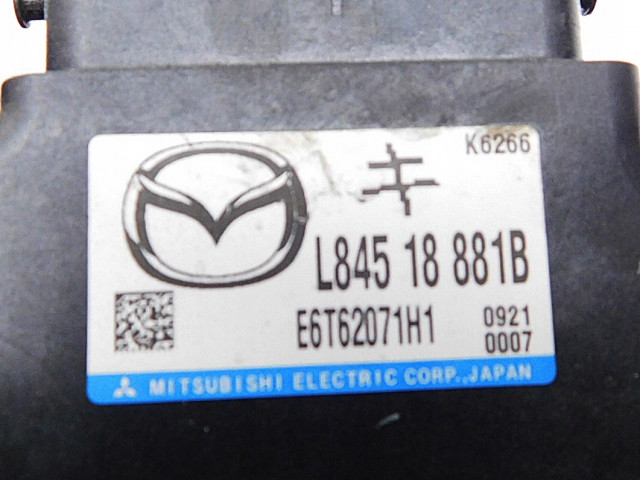 K6266
L845 18 881B
E6T62071H1 0921
0007
MITSUBISHI ELECTRIC CORP., JAPAN